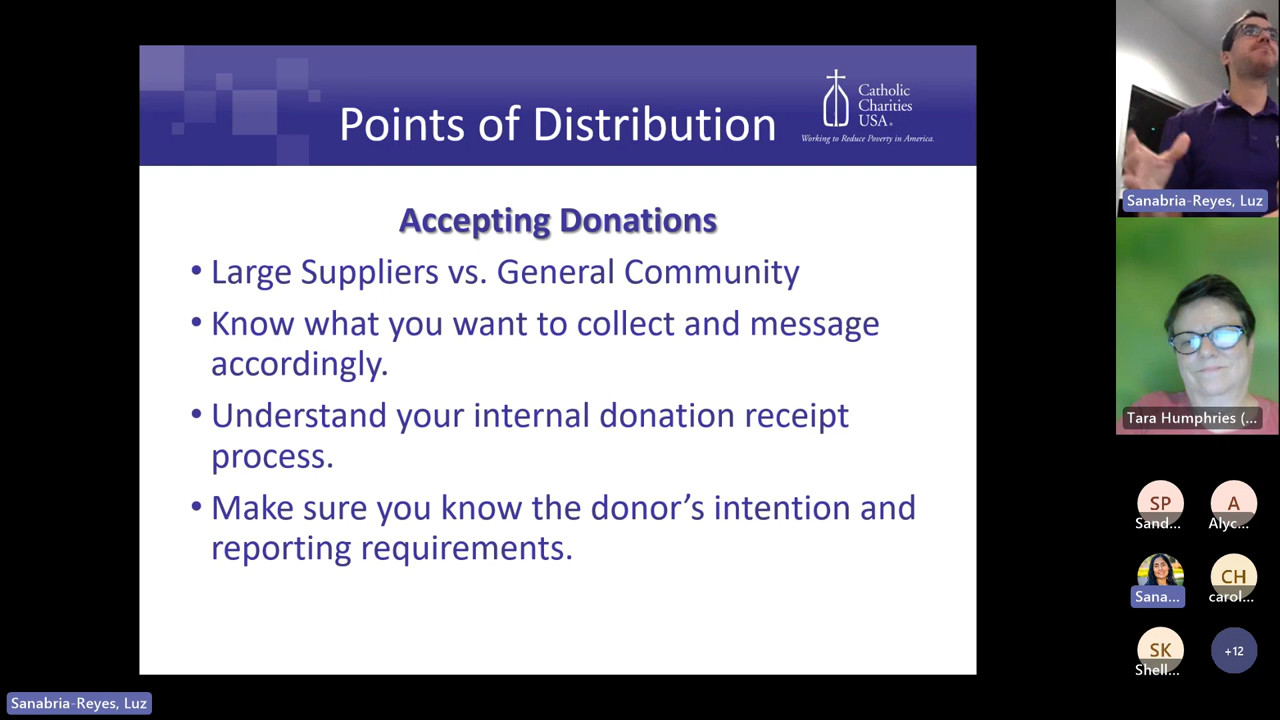 Points of Distribution
Catholic
Charities
USA®
Working to Reduce Poverty in America.
Accepting Donations
• Large Suppliers vs. General Community
• Know what you want to collect and message
accordingly.
• Understand your internal donation receipt
process.
• Make sure you know the donor’s intention and
reporting requirements.
Sanabria-Reyes, Luz
Tara Humphries (...
SP
Sand...
A
Alyc...
Sana...
CH
carol...
SK
Shell...
+12
Sanabria-Reyes, Luz